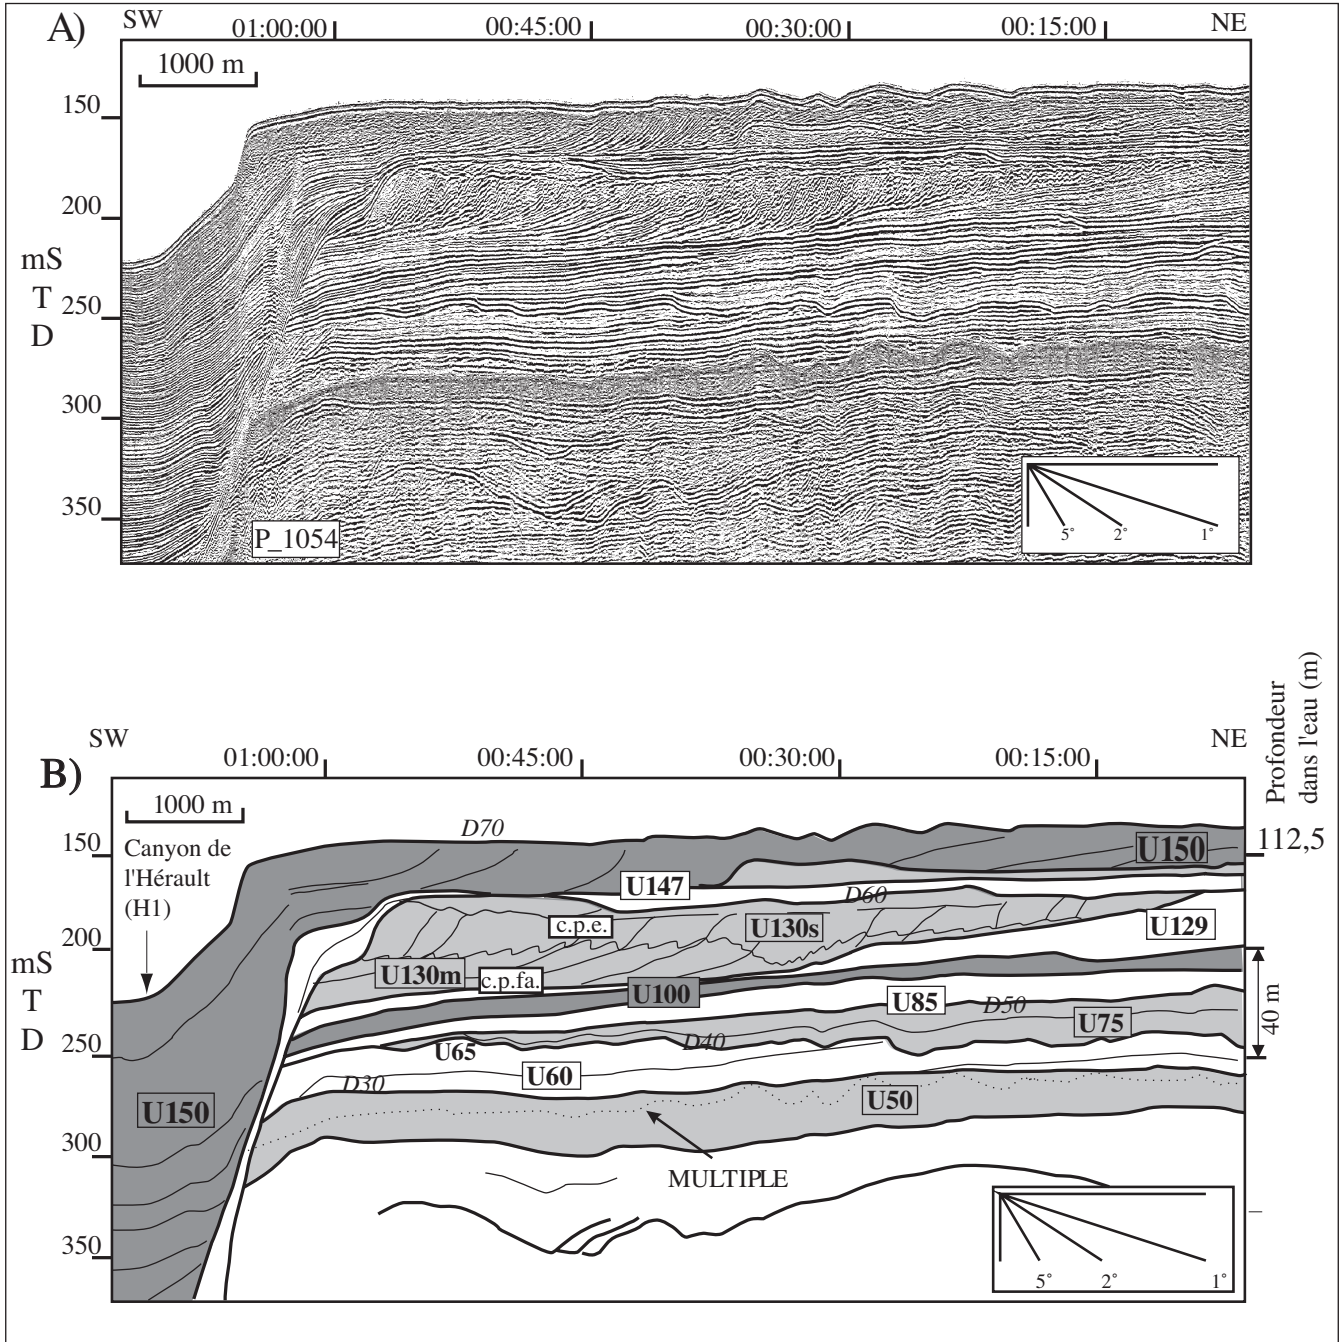 A)
SW
01:00:00 00:45:00 00:30:00 00:15:00
NE
1000 m
150
200
mS
T
D
250
300
350
P_1054
5° 2° 1°
B)
SW
01:00:00 00:45:00 00:30:00 00:15:00
NE
Profondeur
dans l'eau (m)
1000 m
D70
150
112,5
Canyon de
l'Hérault
(H1)
U150
U147
D60
c.p.e.
U130s
U129
200
mS
T
D
U130m
c.p.fa.
U100
U85
D50
U75
40 m
250
U65
D40
U60
D30
U50
U150
300
MULTIPLE
350
5° 2° 1°